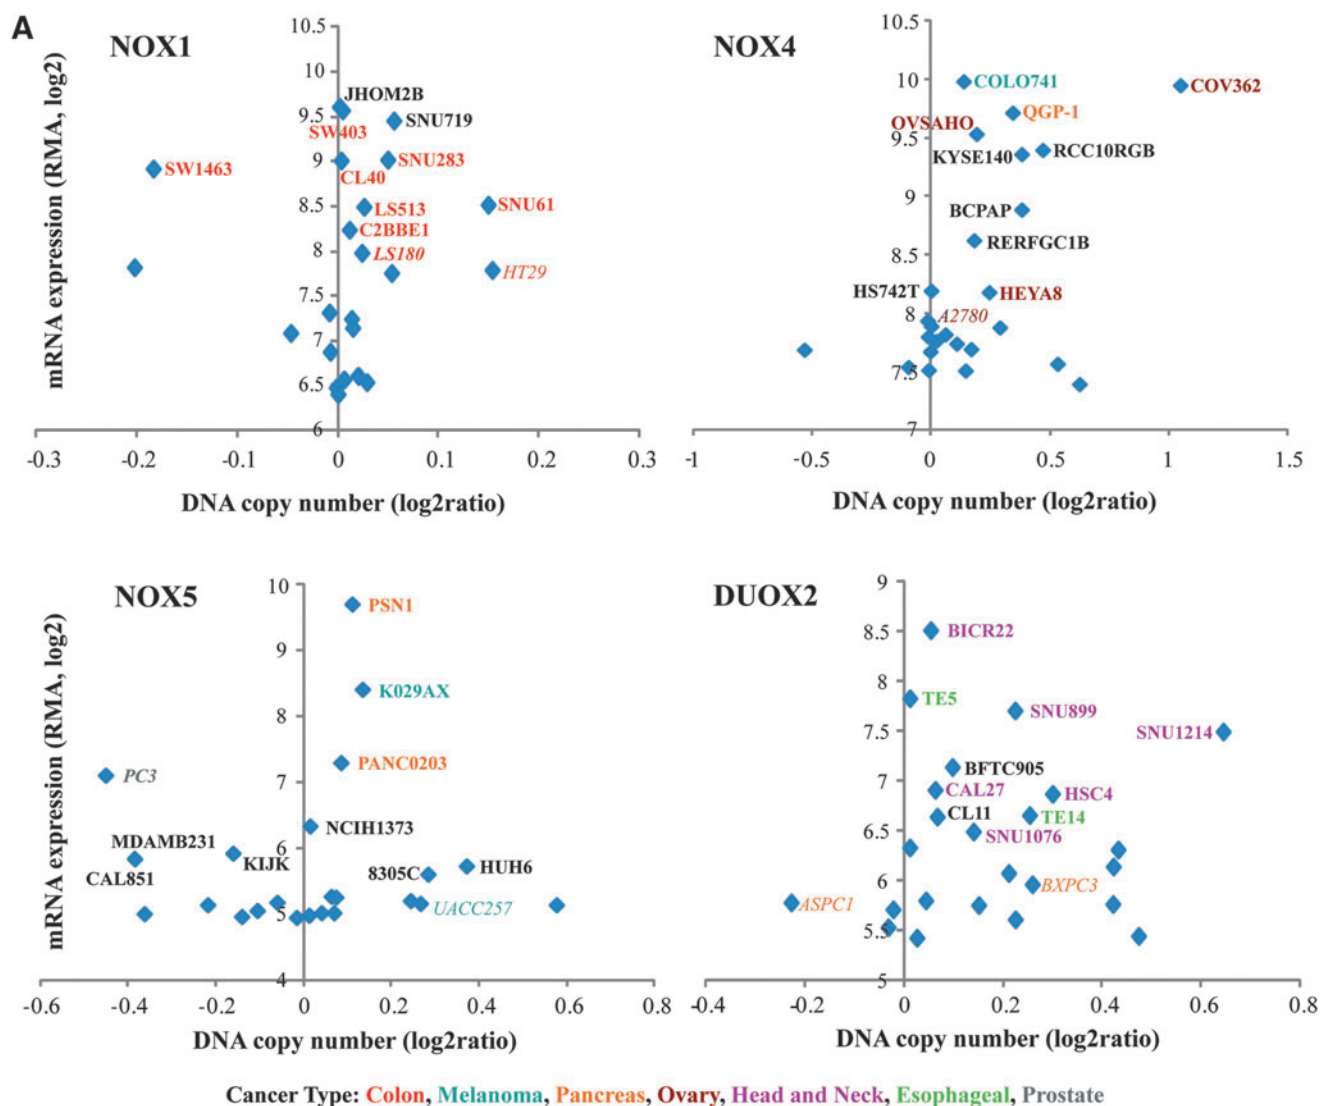 A
NOX1
mRNA expression (RMA, log2)
10.5
10
9.5
9
8.5
8
7.5
7
6.5
6
JHOM2B
SW403
SNU719
SW1463
SNU283
CL40
LS513
SNU61
C2BBE1
LS180
HT29
-0.3
-0.2
-0.1
0
0.1
0.2
0.3
DNA copy number (log2ratio)
NOX4
10.5
10
9.5
9
8.5
8
7.5
7
COLO741
COV362
QGP-1
OVSAHO
KYSE140
RCC10RGB
BCPAP
RERFGC1B
HS742T
HEYA8
A2780
-1
-0.5
0
0.5
1
1.5
DNA copy number (log2ratio)
NOX5
mRNA expression (RMA, log2)
10
9
8
7
6
5
4
PSN1
K029AX
PANC0203
PC3
NCIH1373
MDAMB231
KIJK
CAL851
8305C
HUH6
UACC257
-0.6
-0.4
-0.2
0
0.2
0.4
0.6
0.8
DNA copy number (log2ratio)
DUOX2
9
8.5
8
7.5
7
6.5
6
5.5
5
BICR22
TE5
SNU899
SNU1214
BFTC905
CAL27
HSC4
CL11
TE14
SNU1076
BXPC3
ASPC1
-0.4
-0.2
0
0.2
0.4
0.6
0.8
DNA copy number (log2ratio)
Cancer Type: Colon, Melanoma, Pancreas, Ovary, Head and Neck, Esophageal, Prostate